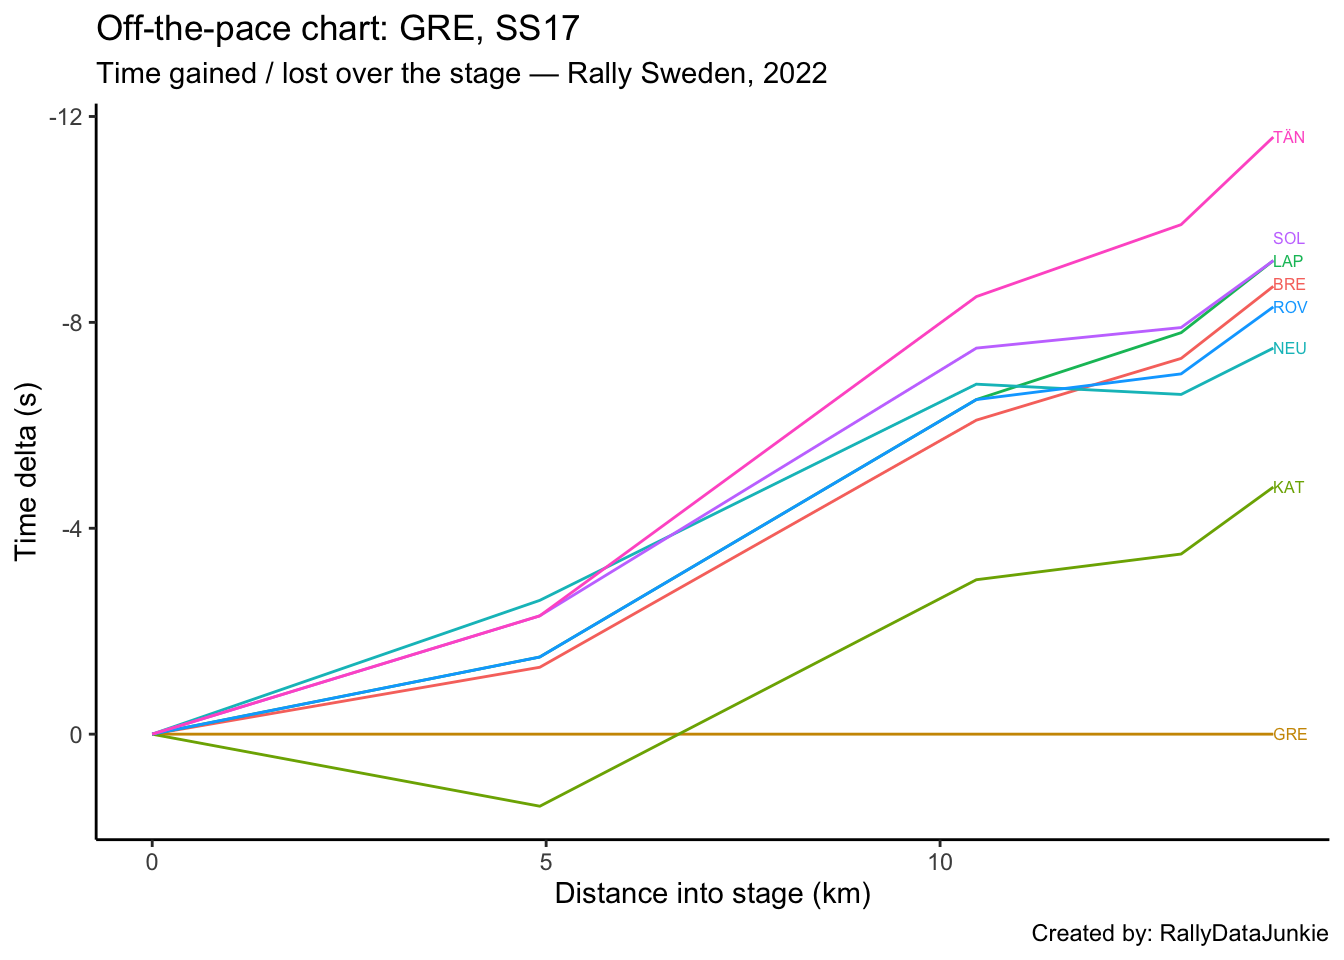 Off-the-pace chart: GRE, SS17
Time gained / lost over the stage — Rally Sweden, 2022
-12
-8
-4
0
Time delta (s)
TÄN
SOL
LAP
BRE
ROV
NEU
KAT
GRE
0 5 10
Distance into stage (km)
Created by: RallyDataJunkie